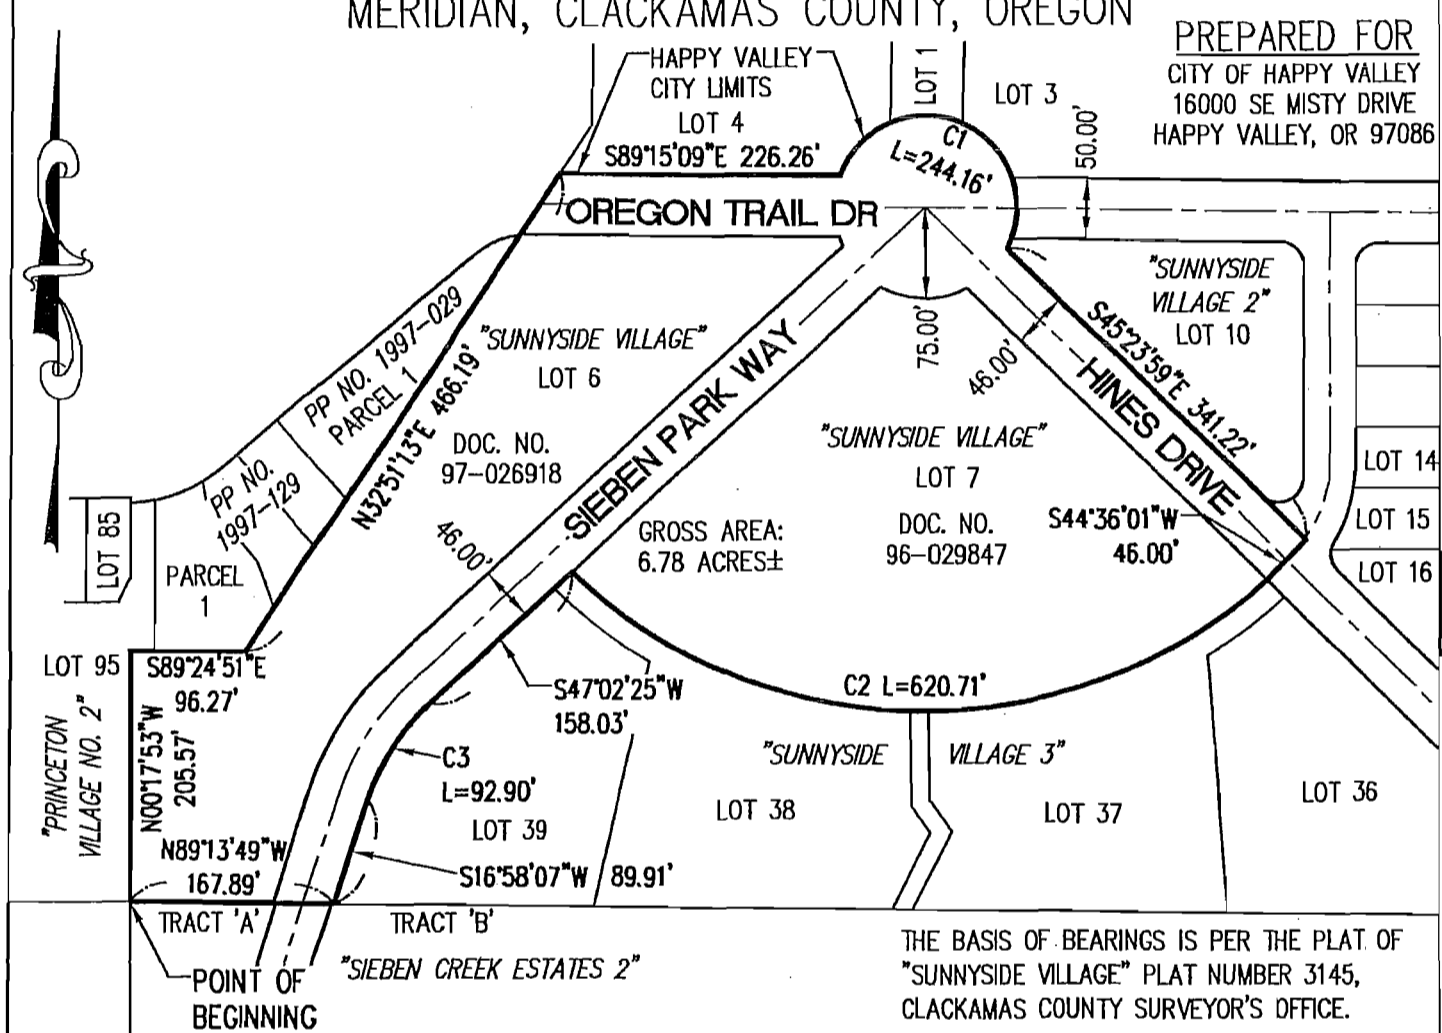 MERIDIAN, CLACKAMAS COUNTY, OREGON
PREPARED FOR
CITY OF HAPPY VALLEY
16000 SE MISTY DRIVE
HAPPY VALLEY, OR 97086
HAPPY VALLEY
CITY LIMITS
LOT 4
S89°15'09"E 226.26'
LOT 1
LOT 3
C1
L=244.16'
50.00'
OREGON TRAIL DR
"SUNNYSIDE
VILLAGE 2"
LOT 10
PP NO. 1997-029
PARCEL 1
N32°51'13"E 466.19'
"SUNNYSIDE VILLAGE"
LOT 6
DOC. NO.
97-026918
SIEBEN PARK WAY
75.00'
46.00'
S45°23'59"E 341.22'
HINES DRIVE
"SUNNYSIDE VILLAGE"
LOT 7
DOC. NO.
96-029847
GROSS AREA:
6.78 ACRES±
S44°36'01"W
46.00'
LOT 14
LOT 15
LOT 16
PP NO.
1997-129
PARCEL
1
LOT 85
46.00'
LOT 95
S89°24'51"E
96.27'
"PRINCETON
VILLAGE NO. 2"
N00°17'53"W
205.57'
S47°02'25"W
158.03'
C2 L=620.71'
C3
L=92.90'
LOT 39
"SUNNYSIDE VILLAGE 3"
LOT 38
LOT 37
LOT 36
N89°13'49"W
167.89'
S16°58'07"W 89.91'
TRACT 'A'
TRACT 'B'
"SIEBEN CREEK ESTATES 2"
POINT OF
BEGINNING
THE BASIS OF BEARINGS IS PER THE PLAT OF
"SUNNYSIDE VILLAGE" PLAT NUMBER 3145,
CLACKAMAS COUNTY SURVEYOR'S OFFICE.